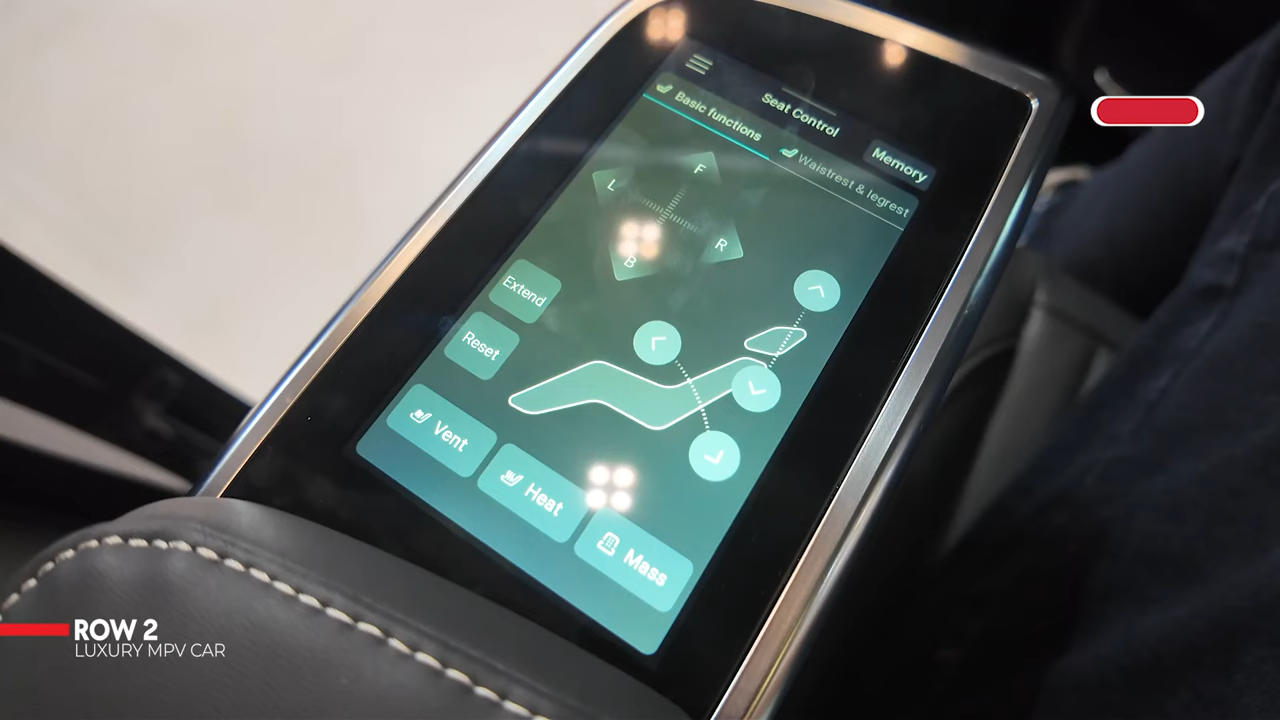 Seat Control
Memory
Basic functions
Waistrest & legrest
F
L
R
B
Extend
Reset
Vent
Heat
Mass
ROW 2
LUXURY MPV CAR